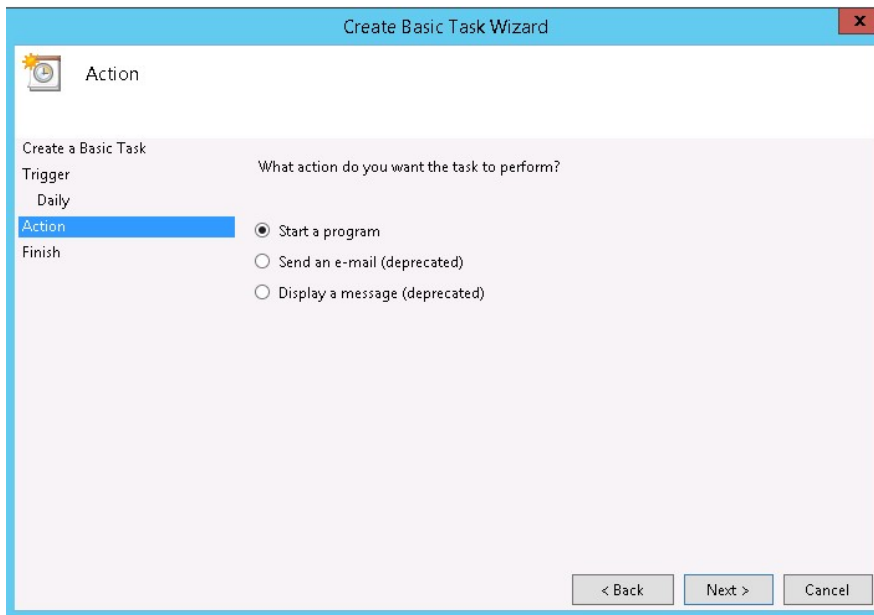 Create Basic Task Wizard
x
Action
Create a Basic Task
Trigger
Daily
Action
Finish
What action do you want the task to perform?
Start a program
Send an e-mail (deprecated)
Display a message (deprecated)
< Back
Next >
Cancel